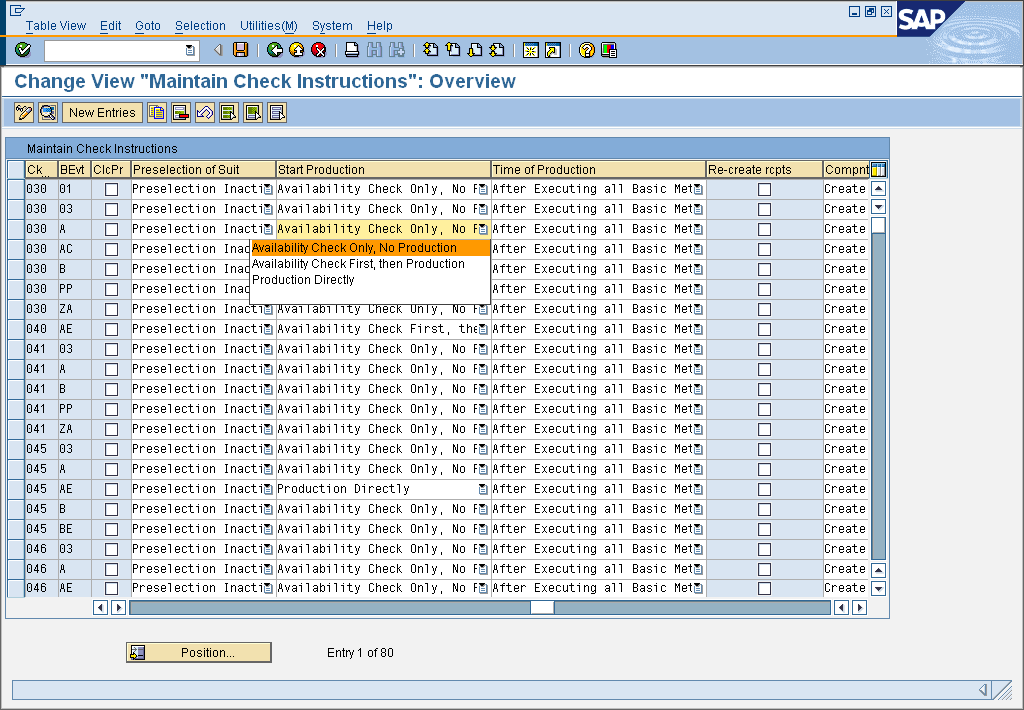 Table View Edit Goto Selection Utilities(M) System Help
SAP
Change View "Maintain Check Instructions": Overview
New Entries
Maintain Check Instructions
Ck... BEvt ClcPr Preselection of Suit Start Production Time of Production Re-create rcpts Compnt
030 01 Preselection Inacti Availability Check Only, No P After Executing all Basic Met Create
030 03 Preselection Inacti Availability Check Only, No P After Executing all Basic Met Create
030 A Preselection Inacti Availability Check Only, No P After Executing all Basic Met Create
030 AC Preselection Inac Availability Check Only, No Production After Executing all Basic Met Create
030 B Preselection Inac Availability Check First, then Production After Executing all Basic Met Create
030 PP Preselection Inac Production Directly After Executing all Basic Met Create
030 ZA Preselection Inacti Availability Check Only, No P After Executing all Basic Met Create
040 AE Preselection Inacti Availability Check First, the After Executing all Basic Met Create
041 03 Preselection Inacti Availability Check Only, No P After Executing all Basic Met Create
041 A Preselection Inacti Availability Check Only, No P After Executing all Basic Met Create
041 B Preselection Inacti Availability Check Only, No P After Executing all Basic Met Create
041 PP Preselection Inacti Availability Check Only, No P After Executing all Basic Met Create
041 ZA Preselection Inacti Availability Check Only, No P After Executing all Basic Met Create
045 03 Preselection Inacti Availability Check Only, No P After Executing all Basic Met Create
045 A Preselection Inacti Availability Check Only, No P After Executing all Basic Met Create
045 AE Preselection Inacti Production Directly After Executing all Basic Met Create
045 B Preselection Inacti Availability Check Only, No P After Executing all Basic Met Create
045 BE Preselection Inacti Availability Check Only, No P After Executing all Basic Met Create
046 03 Preselection Inacti Availability Check Only, No P After Executing all Basic Met Create
046 A Preselection Inacti Availability Check Only, No P After Executing all Basic Met Create
046 AE Preselection Inacti Availability Check Only, No P After Executing all Basic Met Create
Position... Entry 1 of 80